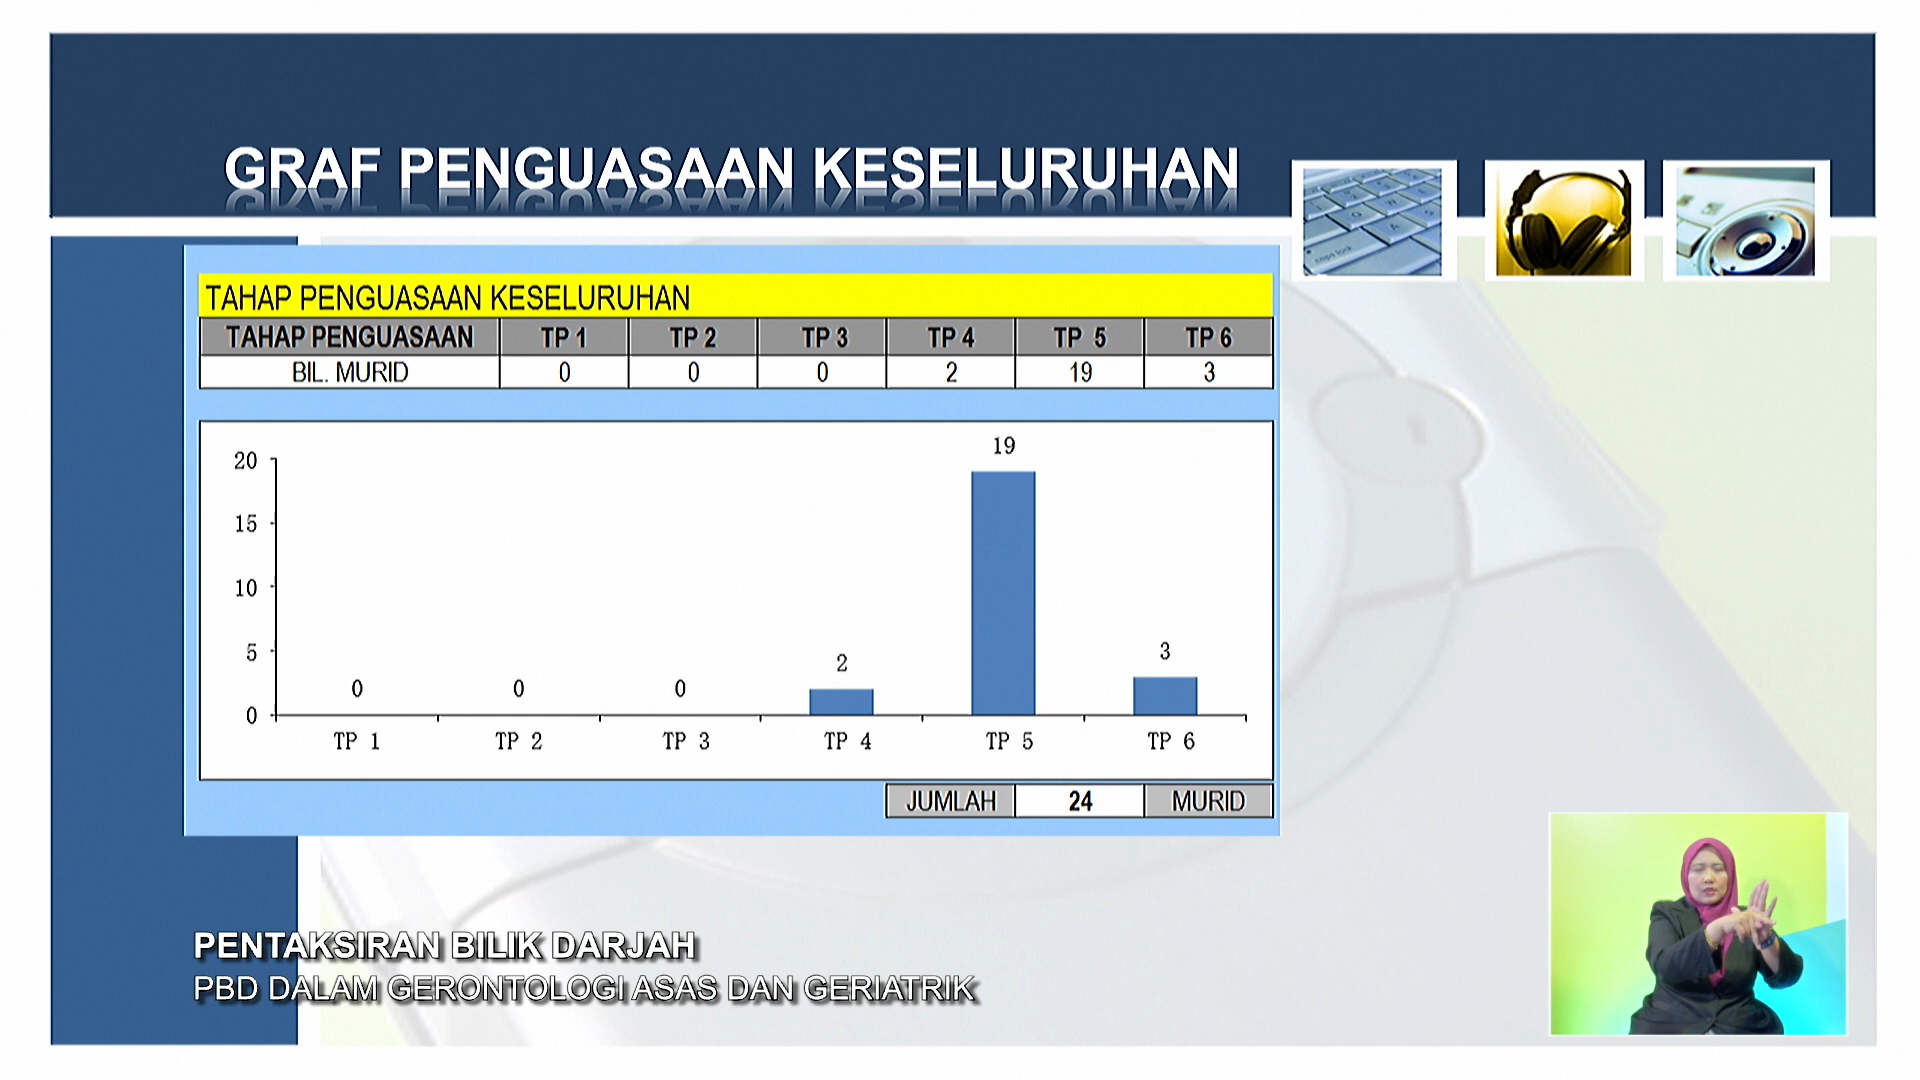 GRAF PENGUASAAN KESELURUHAN
TAHAP PENGUASAAN KESELURUHAN
TAHAP PENGUASAAN TP 1 TP 2 TP 3 TP 4 TP 5 TP 6
BIL. MURID 0 0 0 2 19 3
20
15
10
5
0
0 0 0 2 19 3
TP 1 TP 2 TP 3 TP 4 TP 5 TP 6
JUMLAH 24 MURID
PENTAKSIRAN BILIK DARJAH
PBD DALAM GERONTOLOGI ASAS DAN GERIATRIK